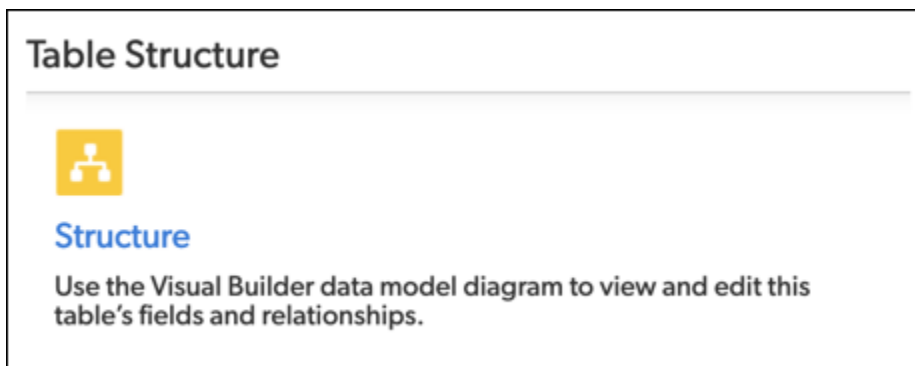 Table Structure
Structure
Use the Visual Builder data model diagram to view and edit this
table’s fields and relationships.